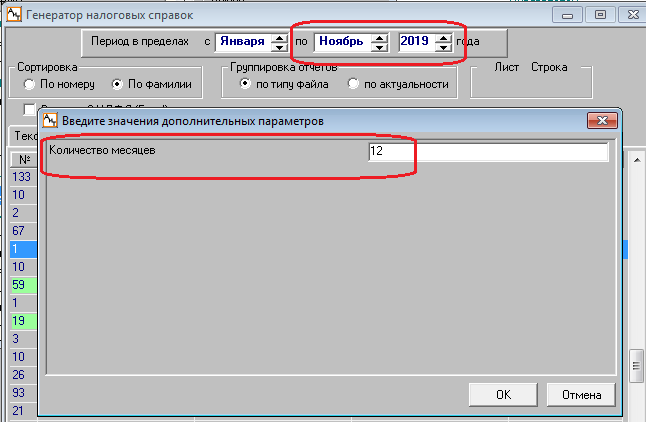 Генератор налоговых справок
Период в пределах с Января по Ноябрь 2019 года
Сортировка Группировка отчетов Лист Строка
По номеру По фамилии по типу файла по актуальности
Введите значения дополнительных параметров
Количество месяцев 12
№
133
10
2
67
1
10
59
1
19
3
10
26
93
21
OK Отмена